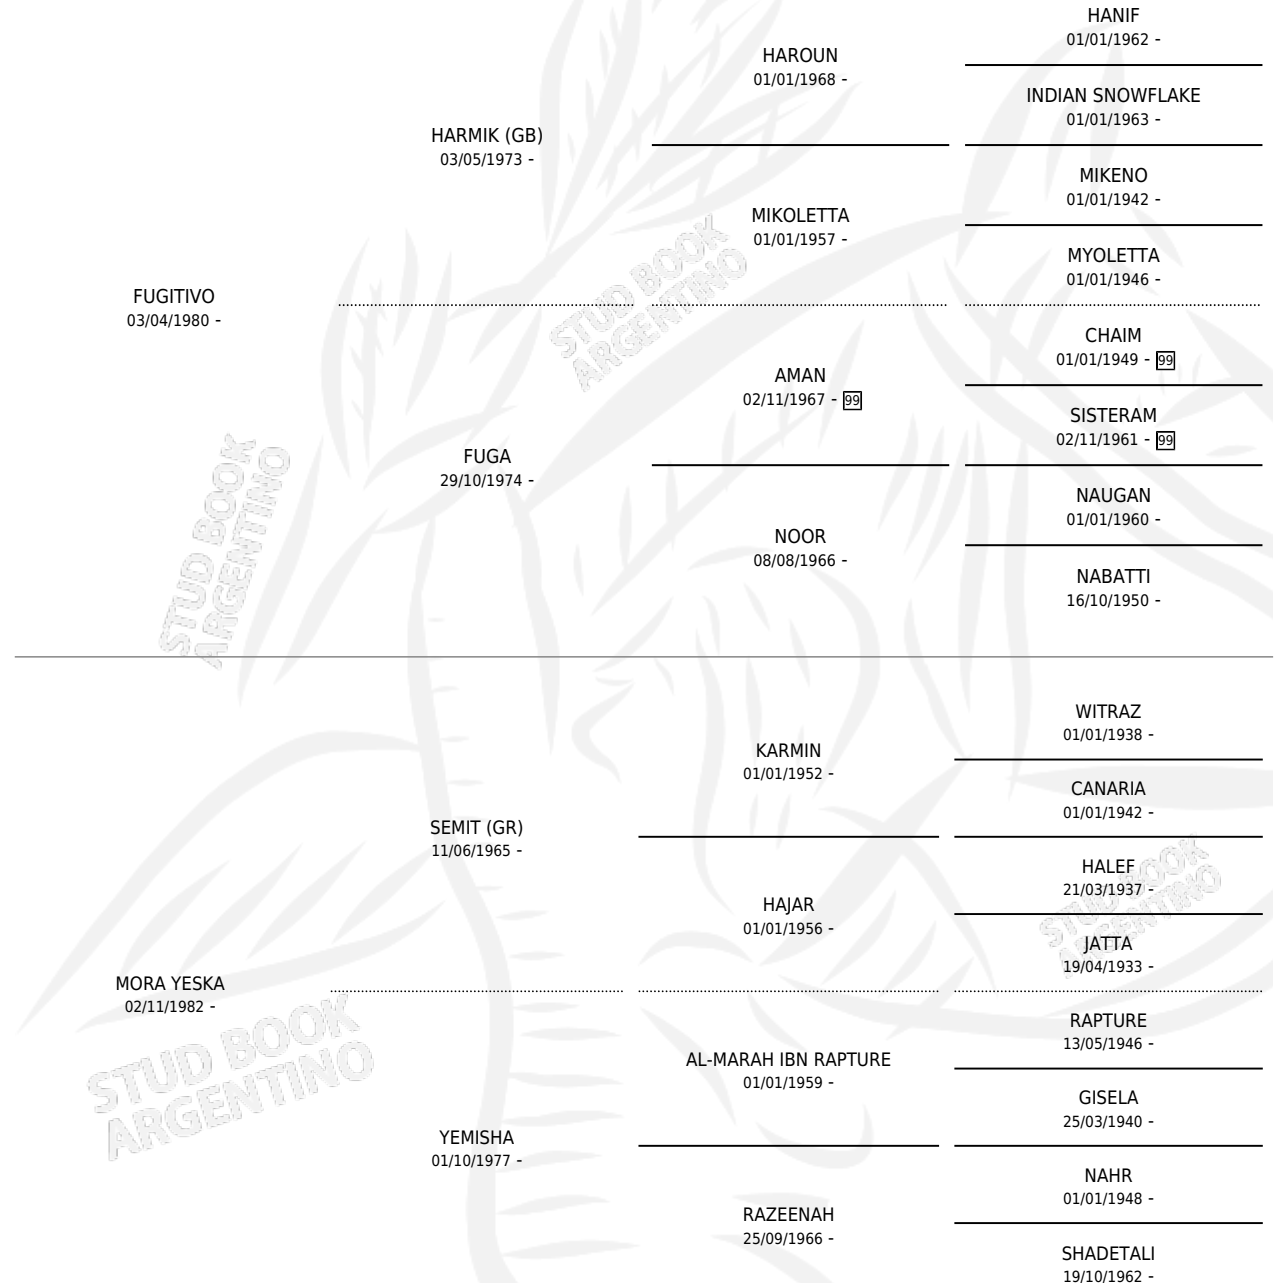 HANIF
01/01/1962 -
HAROUN
01/01/1968 -
INDIAN SNOWFLAKE
01/01/1963 -
HARMIK (GB)
03/05/1973 -
MIKENO
01/01/1942 -
MIKOLETTA
01/01/1957 -
MYOLETTA
01/01/1946 -
FUGITIVO
03/04/1980 -
CHAIM
01/01/1949 - 99
AMAN
02/11/1967 - 99
SISTERAM
02/11/1961 - 99
FUGA
29/10/1974 -
NAUGAN
01/01/1960 -
NOOR
08/08/1966 -
NABATTI
16/10/1950 -
WITRAZ
01/01/1938 -
KARMIN
01/01/1952 -
CANARIA
01/01/1942 -
SEMIT (GR)
11/06/1965 -
HALEF
21/03/1937 -
HAJAR
01/01/1956 -
JATTA
19/04/1933 -
MORA YESKA
02/11/1982 -
RAPTURE
13/05/1946 -
AL-MARAH IBN RAPTURE
01/01/1959 -
GISELA
25/03/1940 -
YEMISHA
01/10/1977 -
NAHR
01/01/1948 -
RAZEENAH
25/09/1966 -
SHADETALI
19/10/1962 -
STUD BOOK
ARGENTINO
STUD BOOK
ARGENTINO
STUD BOOK
ARGENTINO
STUD BOOK
ARGENTINO